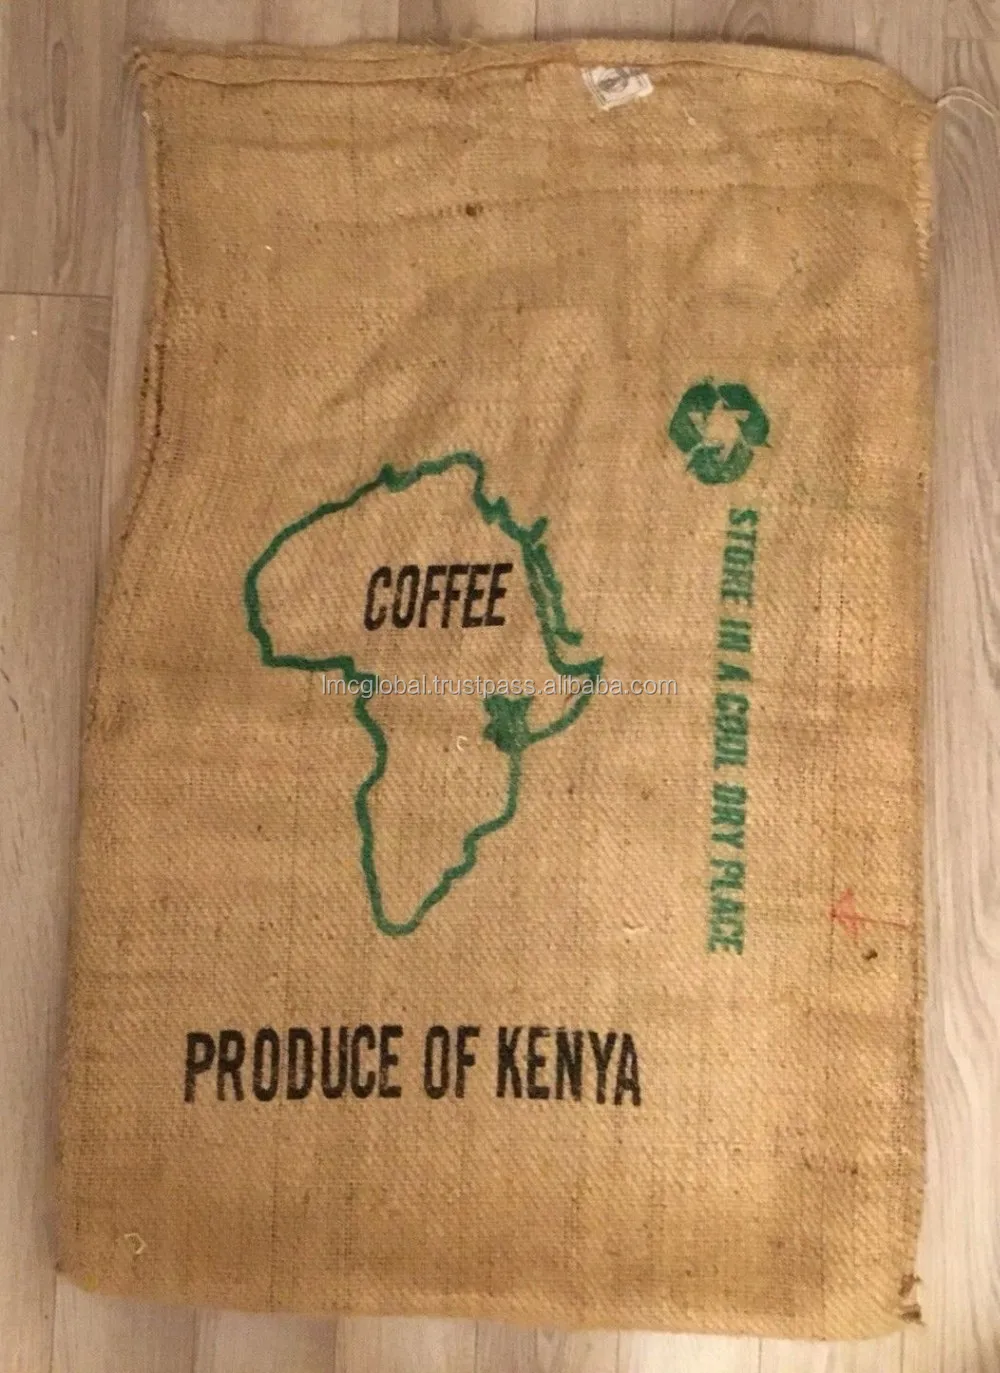 COFFEE
lmcglobal.trustpass.alibaba.com
STORE IN A COOL DRY PLACE
PRODUCE OF KENYA